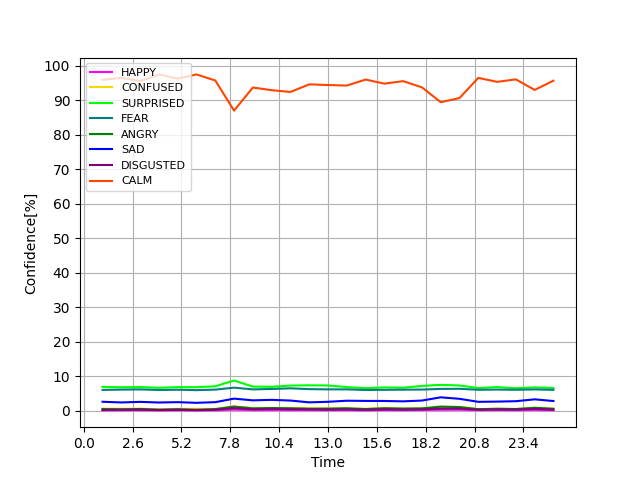 100
90
80
70
60
50
40
30
20
10
0
Confidence[%]
HAPPY
CONFUSED
SURPRISED
FEAR
ANGRY
SAD
DISGUSTED
CALM
0.0 2.6 5.2 7.8 10.4 13.0 15.6 18.2 20.8 23.4
Time